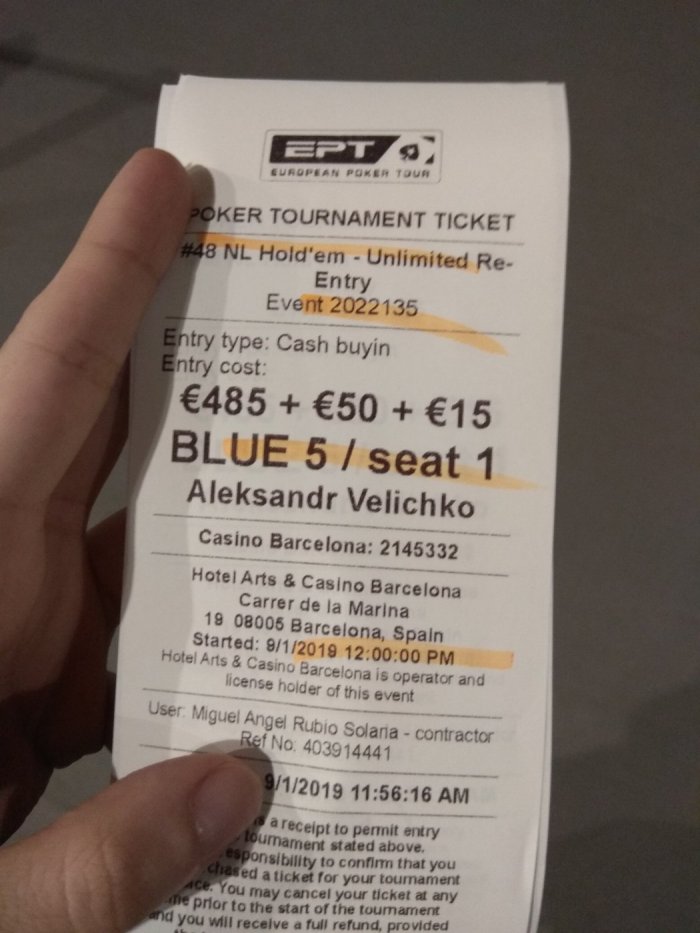 EPT
EUROPEAN POKER TOUR
POKER TOURNAMENT TICKET
#48 NL Hold'em - Unlimited Re-
Entry
Event 2022135
Entry type: Cash buyin
Entry cost:
€485 + €50 + €15
BLUE 5 / seat 1
Aleksandr Velichko
Casino Barcelona: 2145332
Hotel Arts & Casino Barcelona
Carrer de la Marina
19 08005 Barcelona, Spain
Started: 9/1/2019 12:00:00 PM
Hotel Arts & Casino Barcelona is operator and
license holder of this event
User: Miguel Angel Rubio Solaria - contractor
Ref No: 403914441
9/1/2019 11:56:16 AM
a receipt to permit entry
tournament stated above.
to confirm that you
a ticket for your tournament
You may cancel your ticket at any
prior to the start of the tournament
and you will receive a full refund, provided